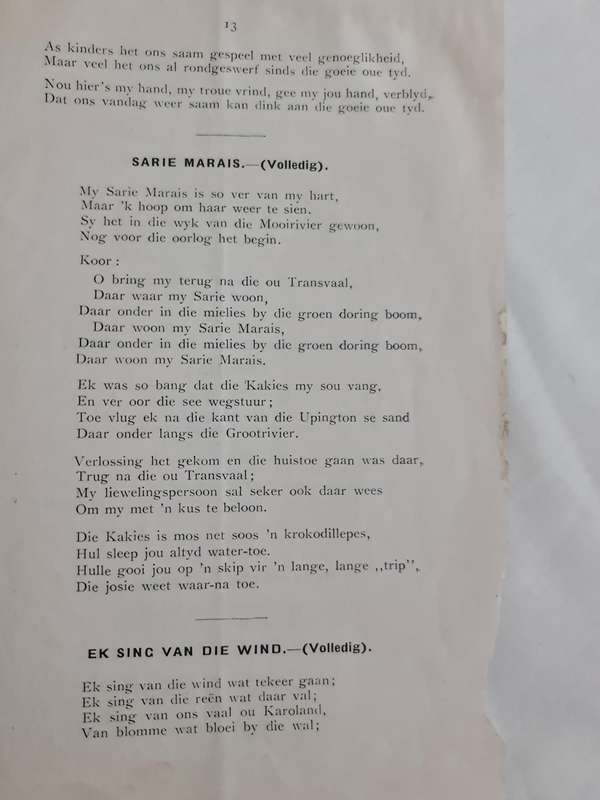 13
As kinders het ons saam gespeel met veel genoeglikheid,
Maar veel het ons al rondgeswerf sinds die goeie oue tyd.
Nou hier's my hand, my troue vrind, gee my jou hand, verblyd,
Dat ons vandag weer saam kan dink aan die goeie oue tyd.
SARIE MARAIS.—(Volledig).
My Sarie Marais is so ver van my hart,
Maar 'k hoop om haar weer te siën.
Sy het in die wyk van die Mooirivier gewoon,
Nog voor die oorlog het begin.
Koor :
O bring my terug na die ou Transvaal,
Daar waar my Sarie woon,
Daar onder in die mielies by die groen doring boom,
Daar woon my Sarie Marais,
Daar onder in die mielies by die groen doring boom,
Daar woon my Sarie Marais.
Ek was so bang dat die Kakies my sou vang,
En ver oor die see wegstuur ;
Toe vlug ek na die kant van die Upington se sand
Daar onder langs die Grootrivier.
Verlossing het gekom en die huistoe gaan was daar,
Trug na die ou Transvaal ;
My liewelingspersoon sal seker ook daar wees
Om my met 'n kus te beloon.
Die Kakies is mos net soos 'n krokodillepes,
Hul sleep jou altyd water-toe.
Hulle gooi jou op 'n skip vir 'n lange, lange ,,trip",
Die josie weet waar-na toe.
EK SING VAN DIE WIND.—(Volledig).
Ek sing van die wind wat tekeer gaan ;
Ek sing van die reën wat daar val ;
Ek sing van ons vaal ou Karoland,
Van blomme wat bloei by die wal ;